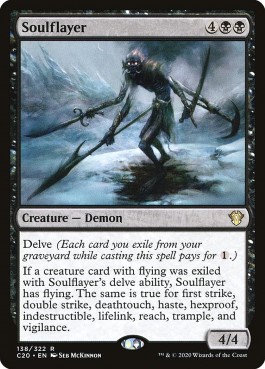 Soulflayer 4
Creature — Demon
Delve (Each card you exile from your
graveyard while casting this spell pays for 1.)
If a creature card with flying was exiled
with Soulflayer's delve ability, Soulflayer
has flying. The same is true for first strike,
double strike, deathtouch, haste, hexproof,
indestructible, lifelink, reach, trample, and
vigilance.
4/4
138/322 R
C20 • EN Seb McKinnon
™ & © 2020 Wizards of the Coast